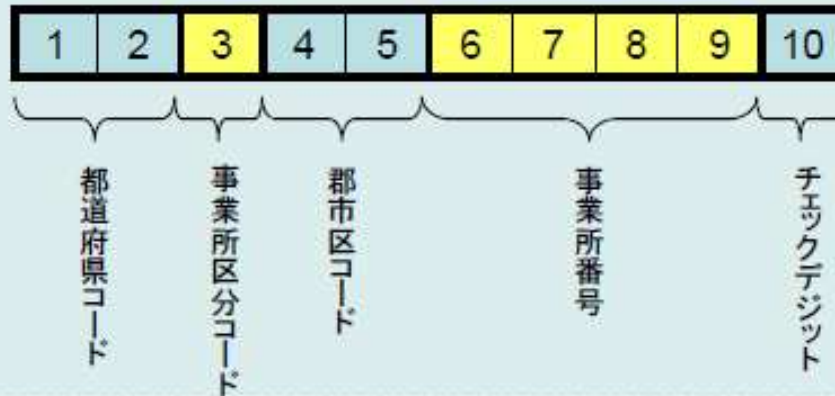 1 2 3 4 5 6 7 8 9 10
都道府県コード
事業所区分コード
郡市区コード
事業所番号
チェックデジット